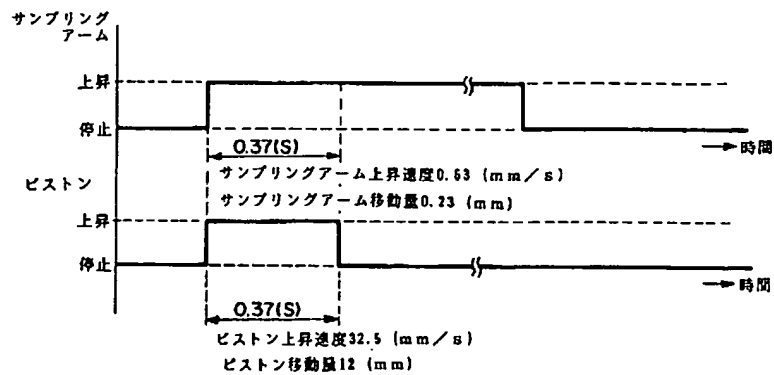 サンプリング
アーム
上昇
停止
時間
0.37(S)
サンプリングアーム上昇速度0.63 (mm/s)
サンプリングアーム移動量0.23 (mm)
ピストン
上昇
停止
時間
0.37(S)
ピストン上昇速度32.5 (mm/s)
ピストン移動量12 (mm)